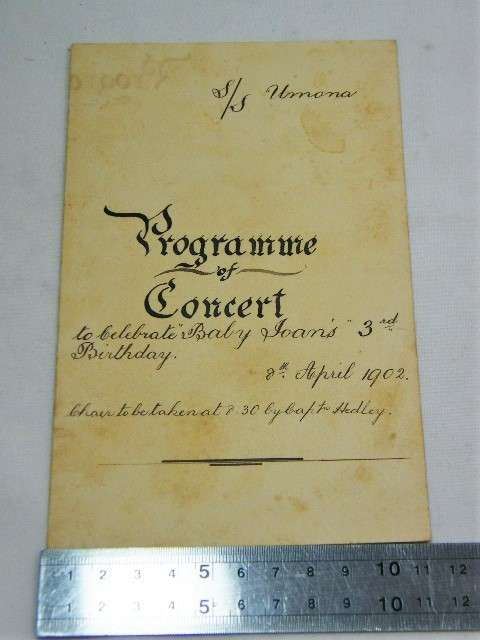 S/S Umona
Programme
of
Concert
to Celebrate "Baby Joan's" 3rd
Birthday.
8th. April 1902.
Chair to be taken at 8.30 by Captn Hedley.
1 2 3 4 5 6 7 8 9 10 11 12
1 2 3 4 5 6 7 8 9 10 11 12